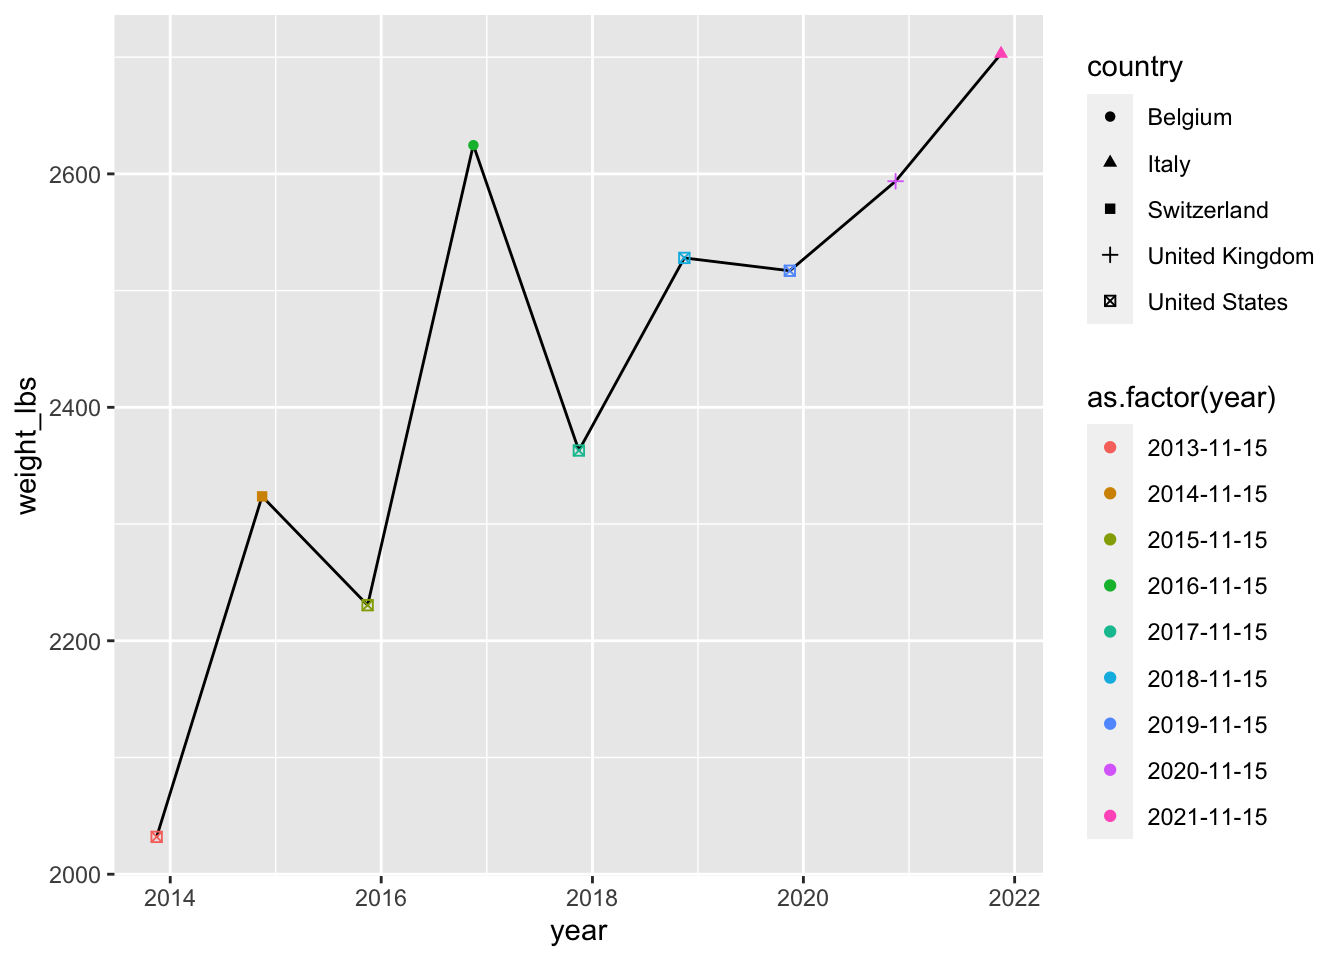 weight_lbs
2600
2400
2200
2000
2014
2016
2018
2020
2022
year
country
Belgium
Italy
Switzerland
United Kingdom
United States
as.factor(year)
2013-11-15
2014-11-15
2015-11-15
2016-11-15
2017-11-15
2018-11-15
2019-11-15
2020-11-15
2021-11-15